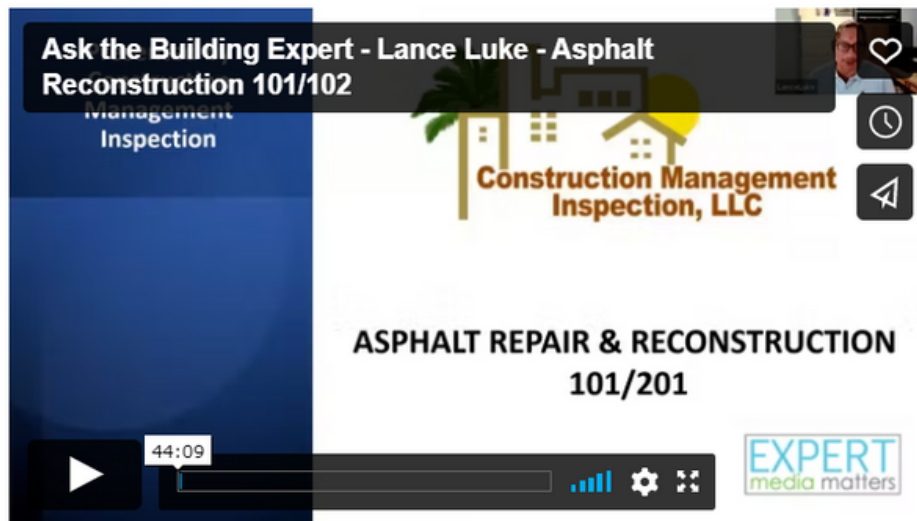 Ask the Building Expert - Lance Luke - Asphalt
Reconstruction 101/102
Management
Inspection
Construction Management
Inspection, LLC
ASPHALT REPAIR & RECONSTRUCTION
101/201
44:09
EXPERT
media matters